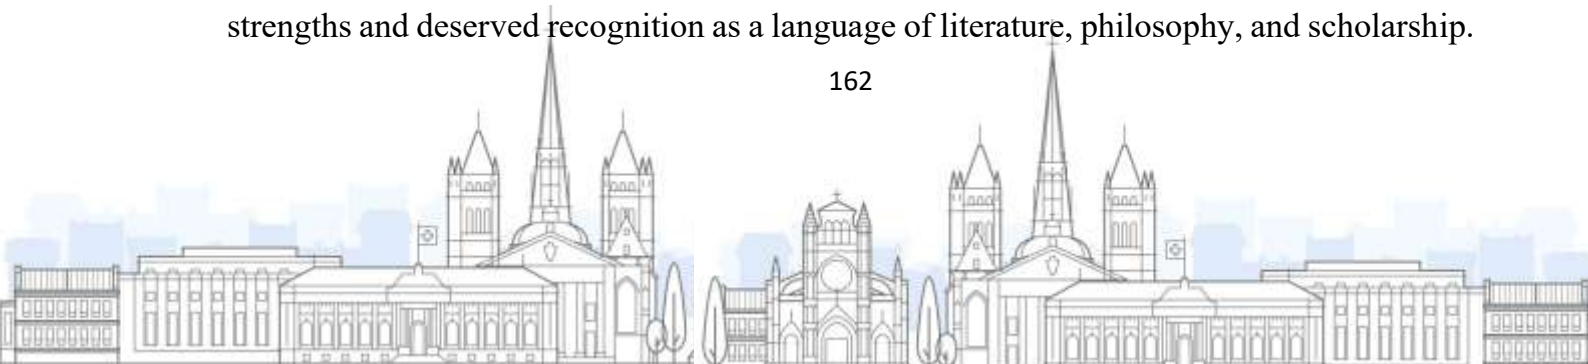 strengths and deserved recognition as a language of literature, philosophy, and scholarship.
162